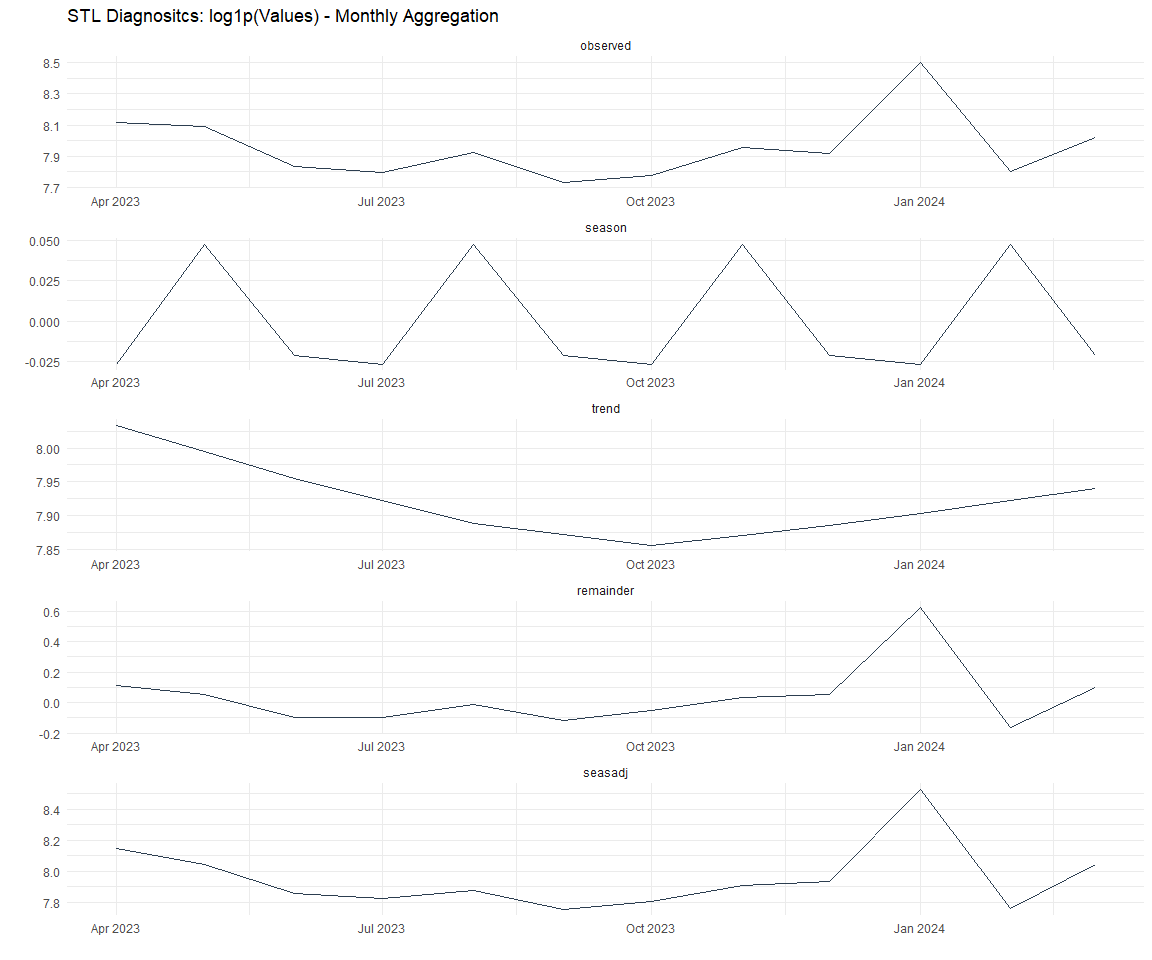 STL Diagnositcs: log1p(Values) - Monthly Aggregation
observed
8.5
8.3
8.1
7.9
7.7
Apr 2023 Jul 2023 Oct 2023 Jan 2024
season
0.050
0.025
0.000
-0.025
Apr 2023 Jul 2023 Oct 2023 Jan 2024
trend
8.00
7.95
7.90
7.85
Apr 2023 Jul 2023 Oct 2023 Jan 2024
remainder
0.6
0.4
0.2
0.0
-0.2
Apr 2023 Jul 2023 Oct 2023 Jan 2024
seasadj
8.4
8.2
8.0
7.8
Apr 2023 Jul 2023 Oct 2023 Jan 2024